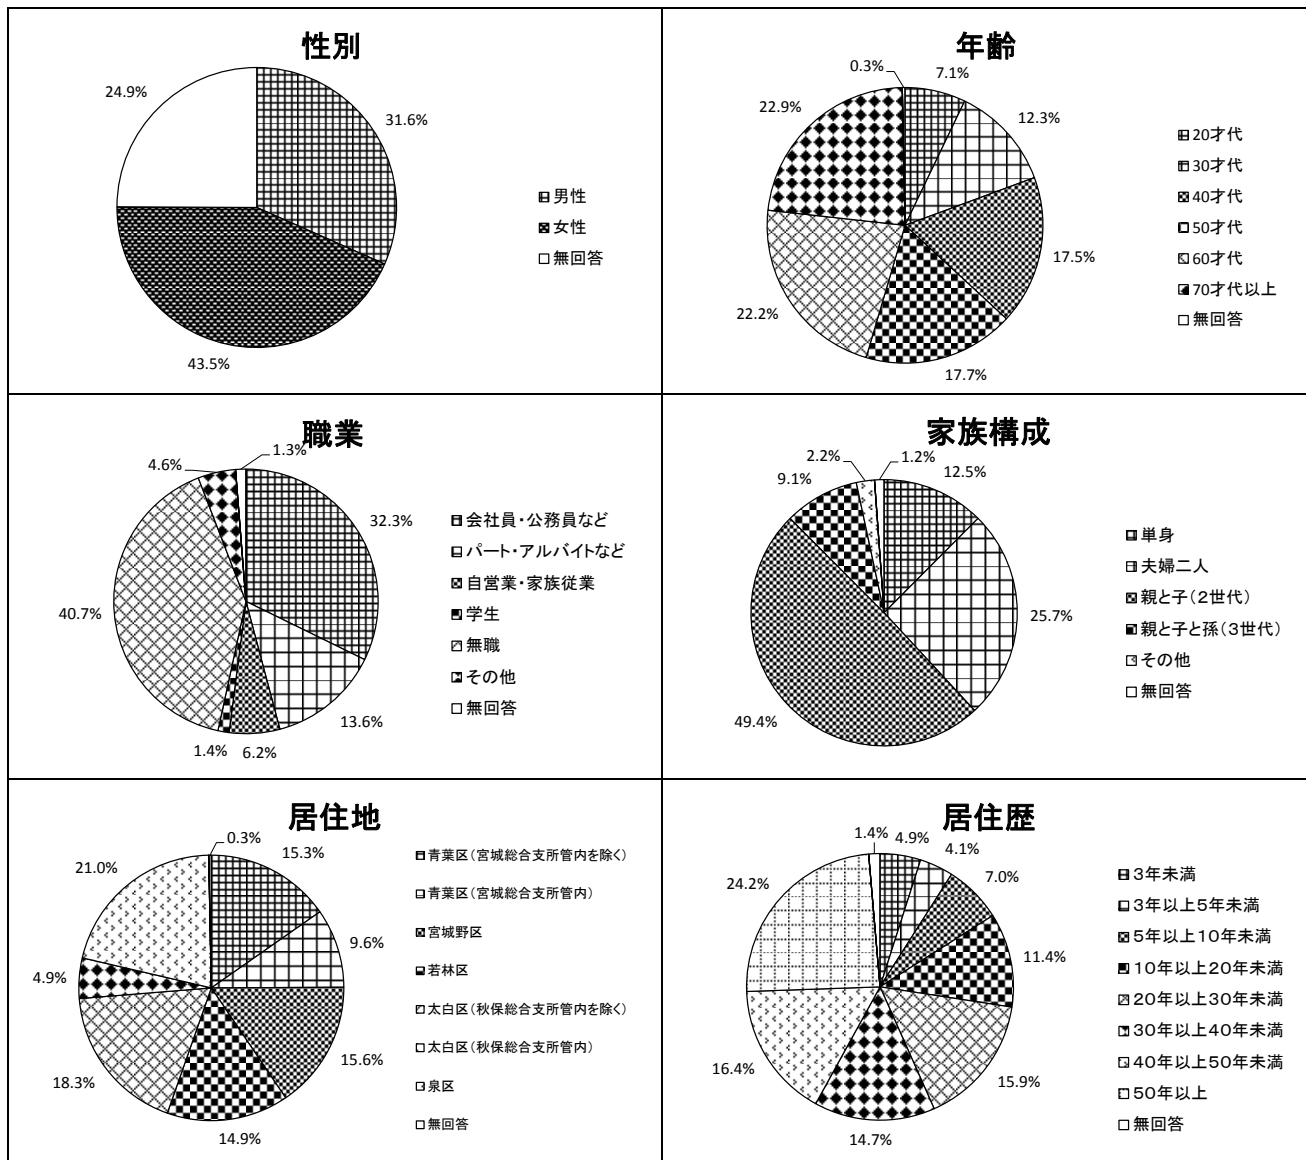 性別
24.9%
31.6%
43.5%
男性
女性
無回答
年齢
0.3%
7.1%
12.3%
22.9%
17.5%
22.2%
17.7%
20才代
30才代
40才代
50才代
60才代
70才代以上
無回答
職業
1.3%
4.6%
32.3%
40.7%
13.6%
1.4%
6.2%
会社員・公務員など
パート・アルバイトなど
自営業・家族従業
学生
無職
その他
無回答
家族構成
2.2%
1.2%
9.1%
12.5%
25.7%
49.4%
単身
夫婦二人
親と子(2世代)
親と子と孫(3世代)
その他
無回答
居住地
0.3%
15.3%
21.0%
9.6%
4.9%
15.6%
18.3%
14.9%
青葉区(宮城総合支所管内を除く)
青葉区(宮城総合支所管内)
宮城野区
若林区
太白区(秋保総合支所管内を除く)
太白区(秋保総合支所管内)
泉区
無回答
居住歴
1.4%
4.9%
4.1%
7.0%
24.2%
11.4%
16.4%
15.9%
14.7%
3年未満
3年以上5年未満
5年以上10年未満
10年以上20年未満
20年以上30年未満
30年以上40年未満
40年以上50年未満
50年以上
無回答